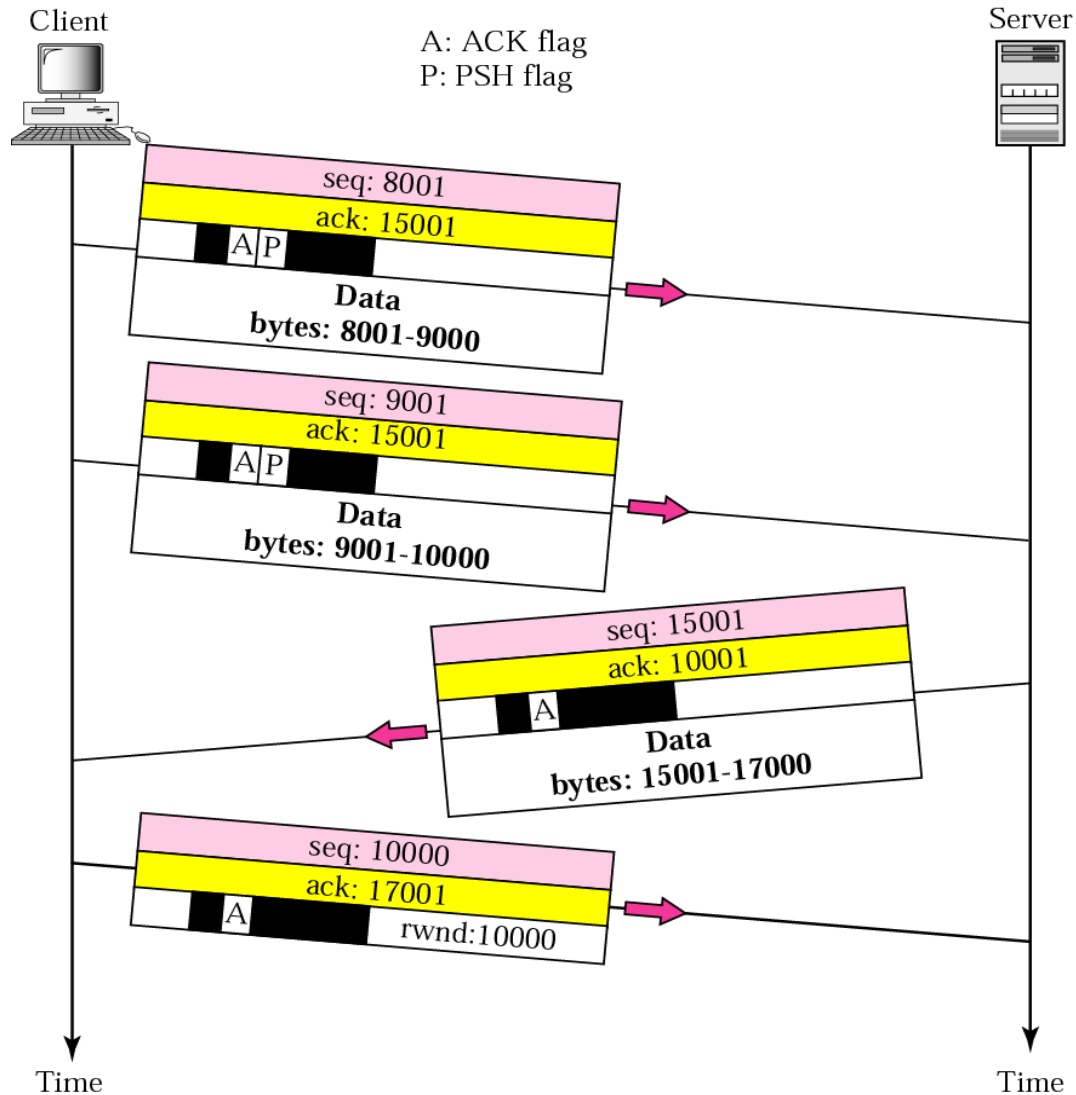 Client
Server
A: ACK flag
P: PSH flag
seq: 8001
ack: 15001
A P
Data
bytes: 8001-9000
seq: 9001
ack: 15001
A P
Data
bytes: 9001-10000
seq: 15001
ack: 10001
A
Data
bytes: 15001-17000
seq: 10000
ack: 17001
A rwnd:10000
Time
Time